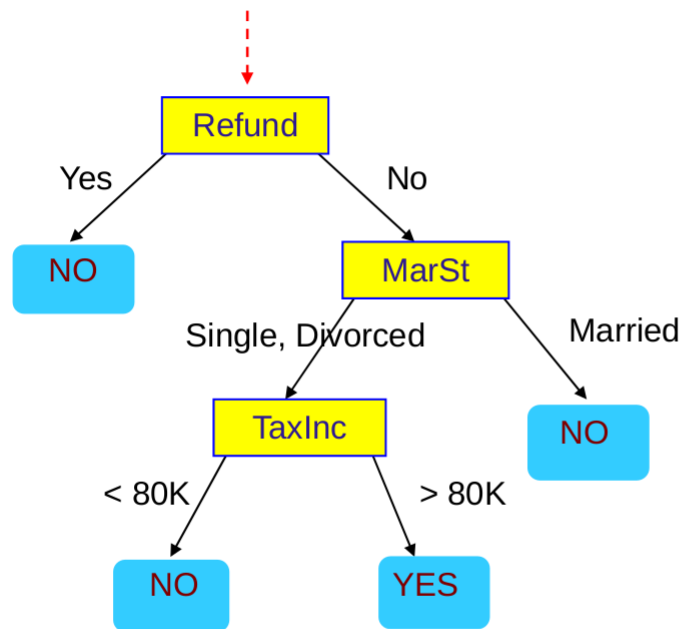 Refund
Yes
No
NO
MarSt
Single, Divorced
Married
TaxInc
NO
< 80K
> 80K
NO
YES